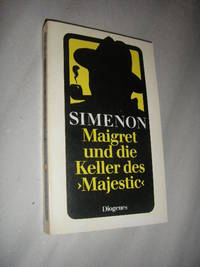 SIMENON
Maigret
und die
Keller des
›Majestic‹
Diogenes